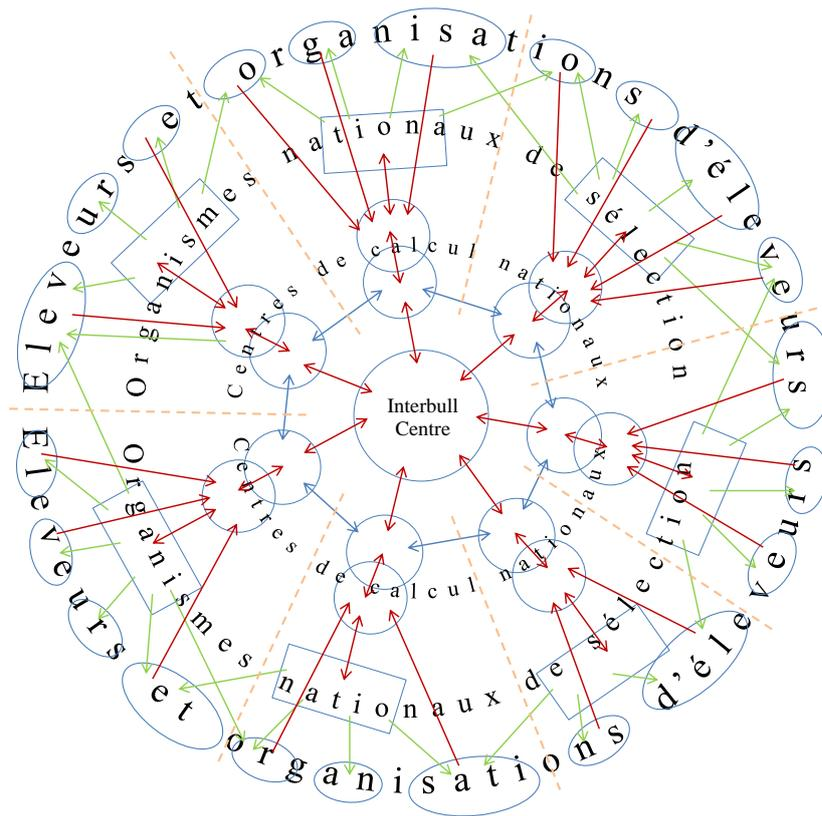 Eleveurs et organisations d'éleveurs
Organismes nationaux de sélection
Centres de calcul nationaux
Interbull
Centre
Centres de calcul nationaux
Organismes nationaux de sélection
Eleveurs et organisations d'éleveurs